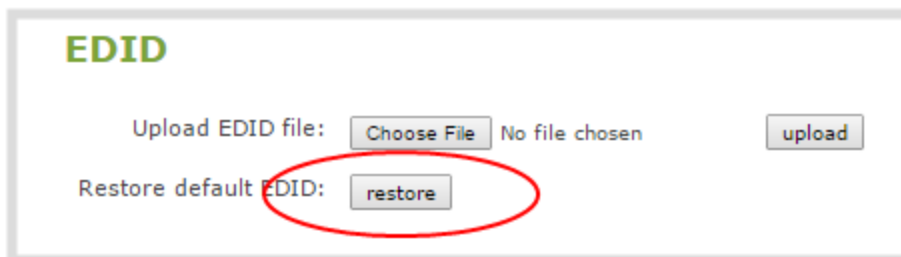 EDID
Upload EDID file: Choose File No file chosen upload
Restore default EDID: restore